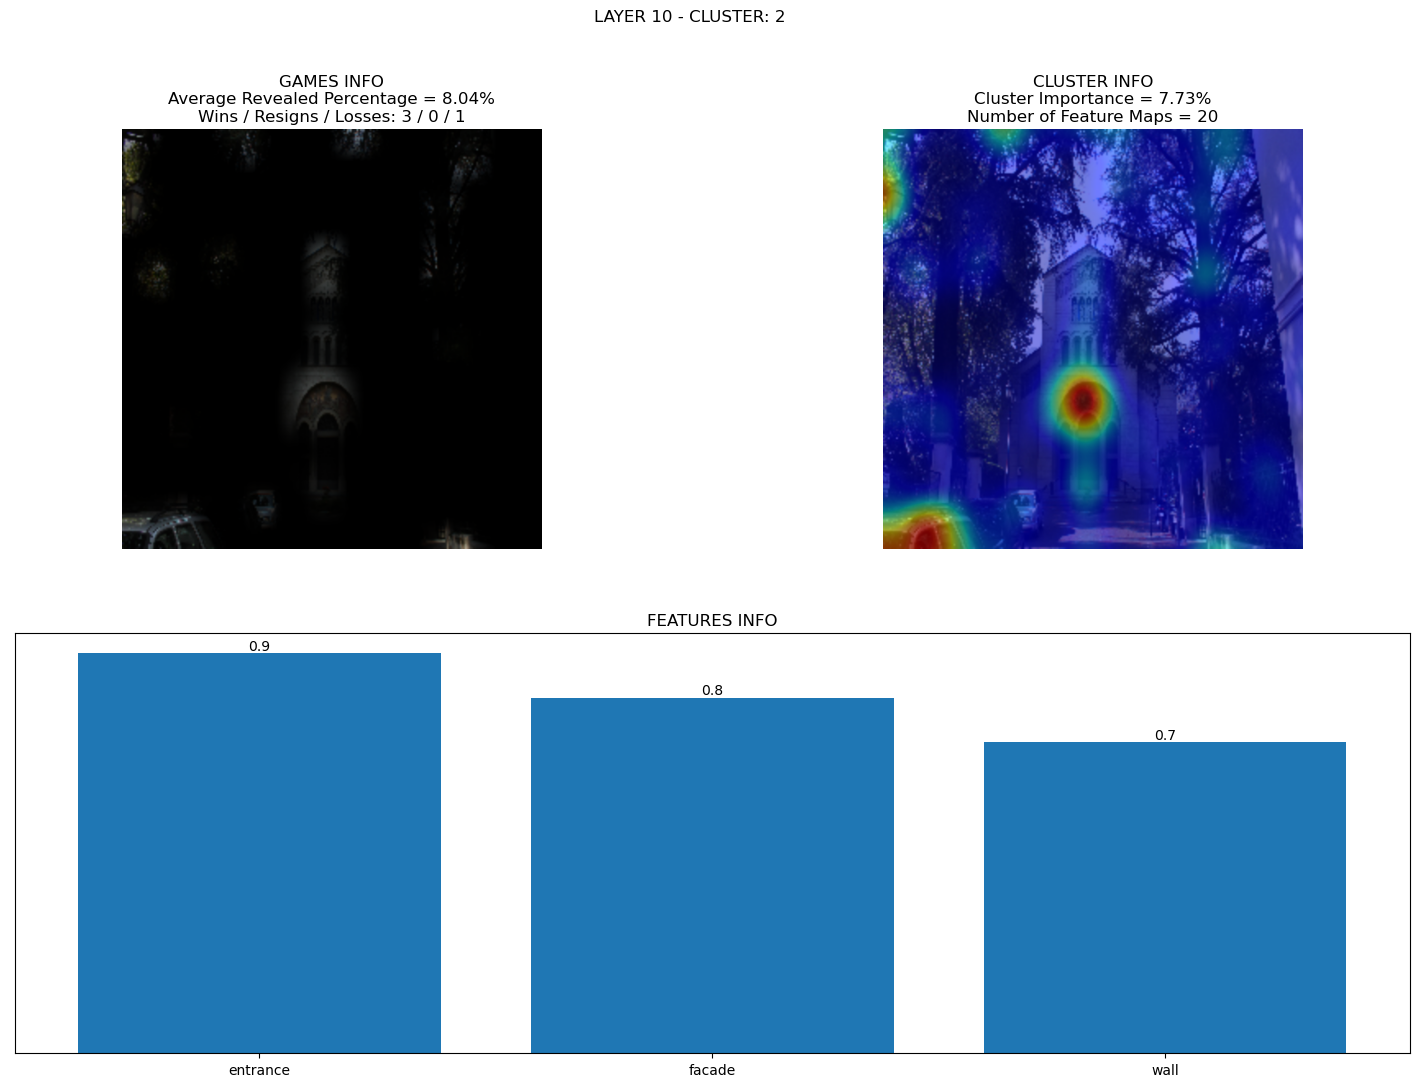 LAYER 10 - CLUSTER: 2
GAMES INFO
Average Revealed Percentage = 8.04%
Wins / Resigns / Losses: 3 / 0 / 1
CLUSTER INFO
Cluster Importance = 7.73%
Number of Feature Maps = 20
FEATURES INFO
0.9
0.8
0.7
entrance
facade
wall